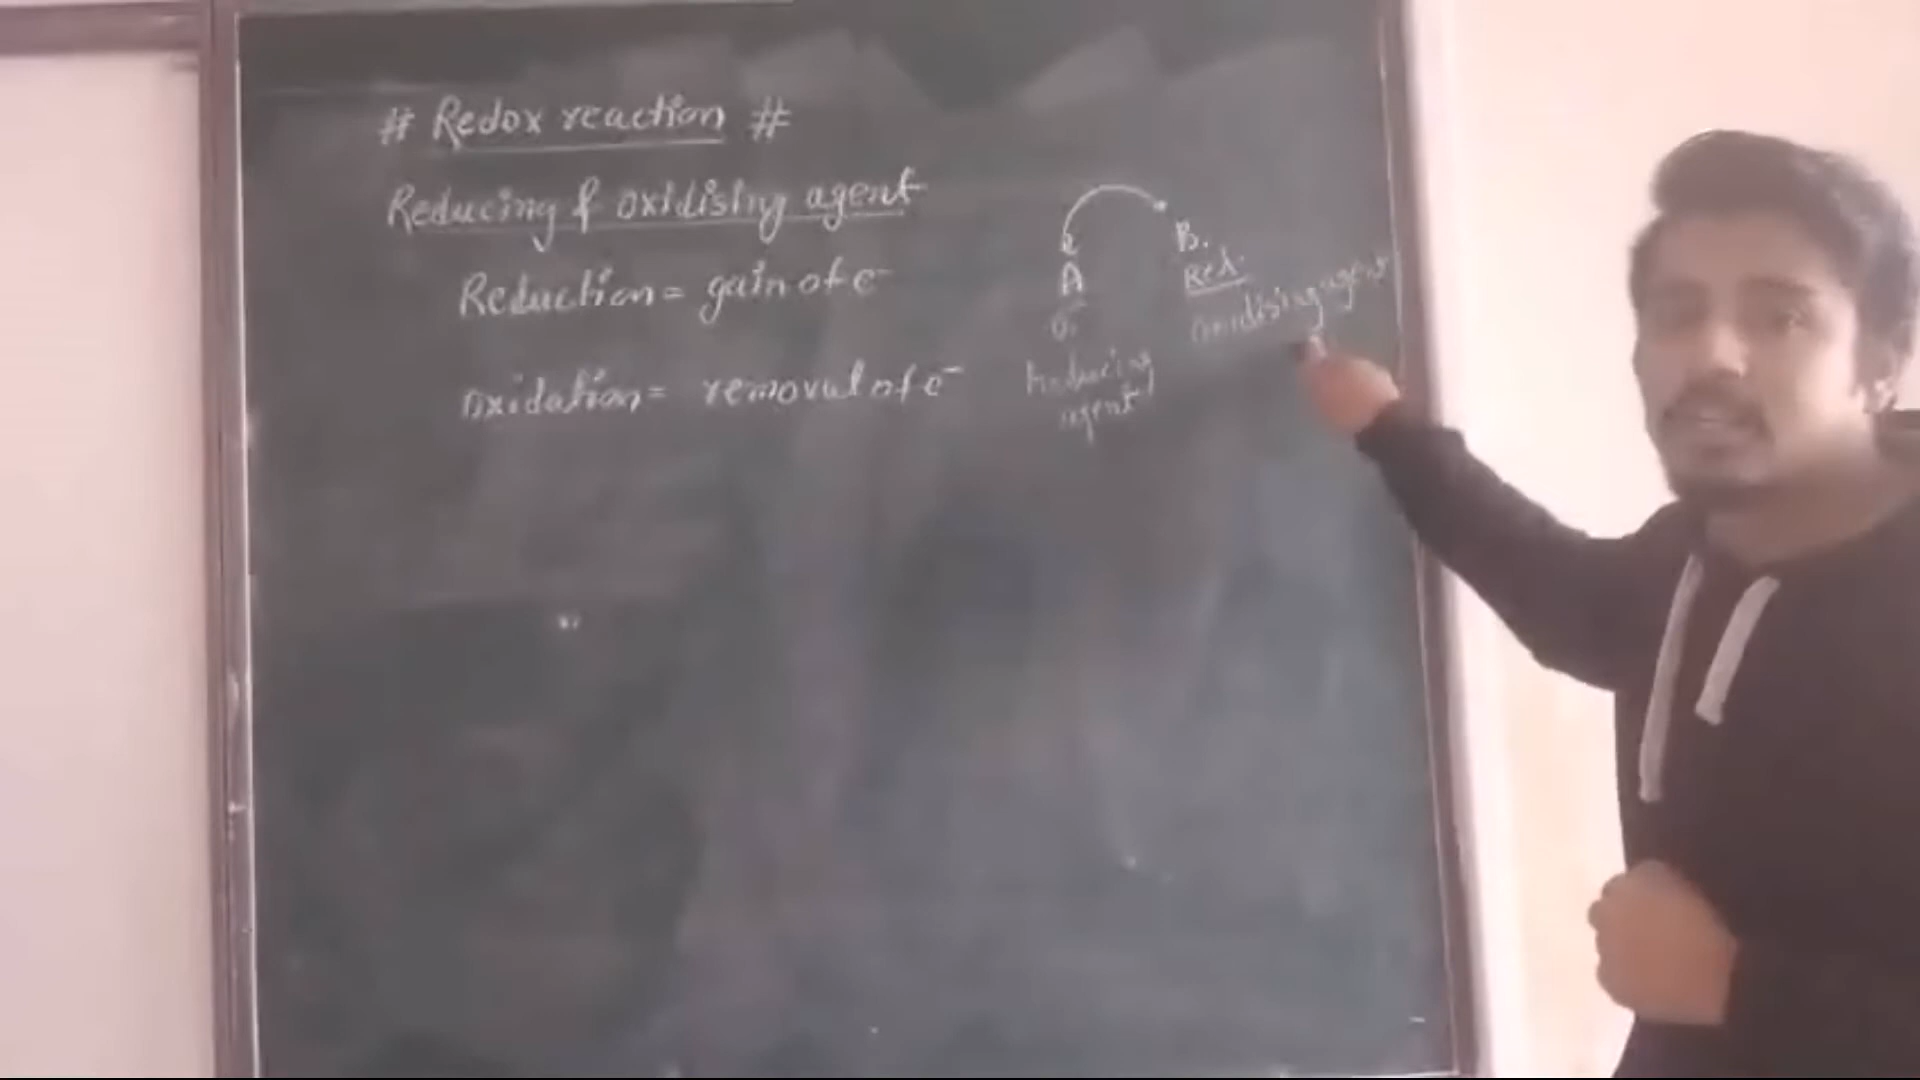 # Redox reaction #
Reducing & oxidising agent
Reduction = gain of e⁻
oxidation = removal of e⁻
e
A
O.
Reducing
agent
B.
Red.
oxidising agent